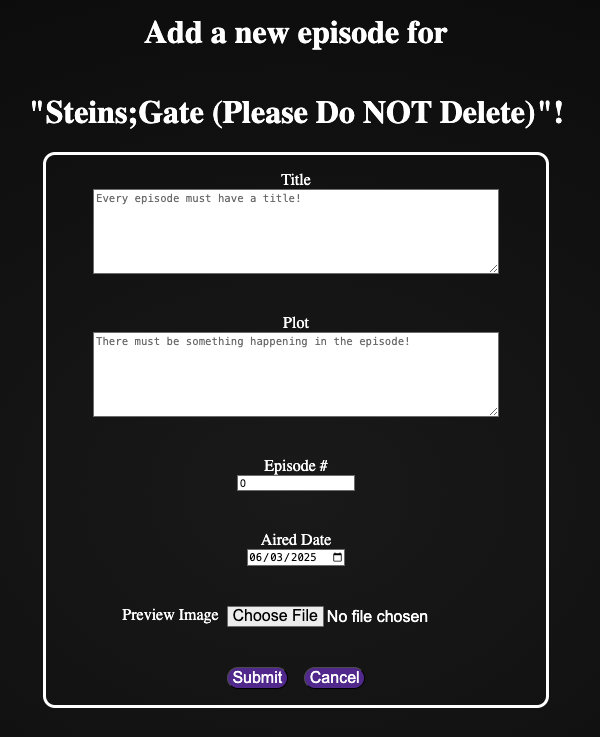 Add a new episode for
"Steins;Gate (Please Do NOT Delete)"!
Title
Every episode must have a title!
Plot
There must be something happening in the episode!
Episode #
0
Aired Date
06/03/2025
Preview Image Choose File No file chosen
Submit Cancel